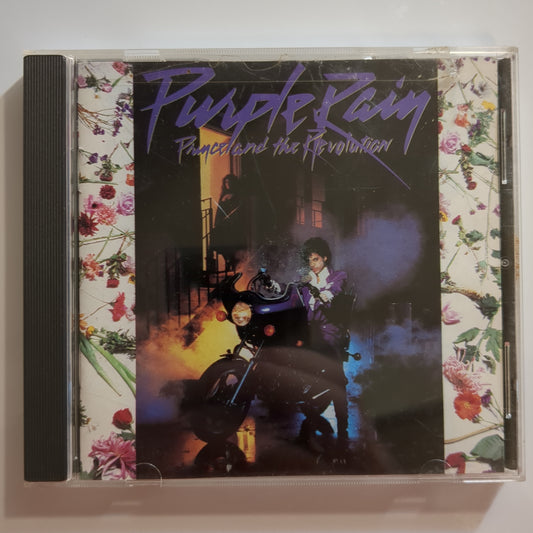 Purple Rain
Prince and the Revolution